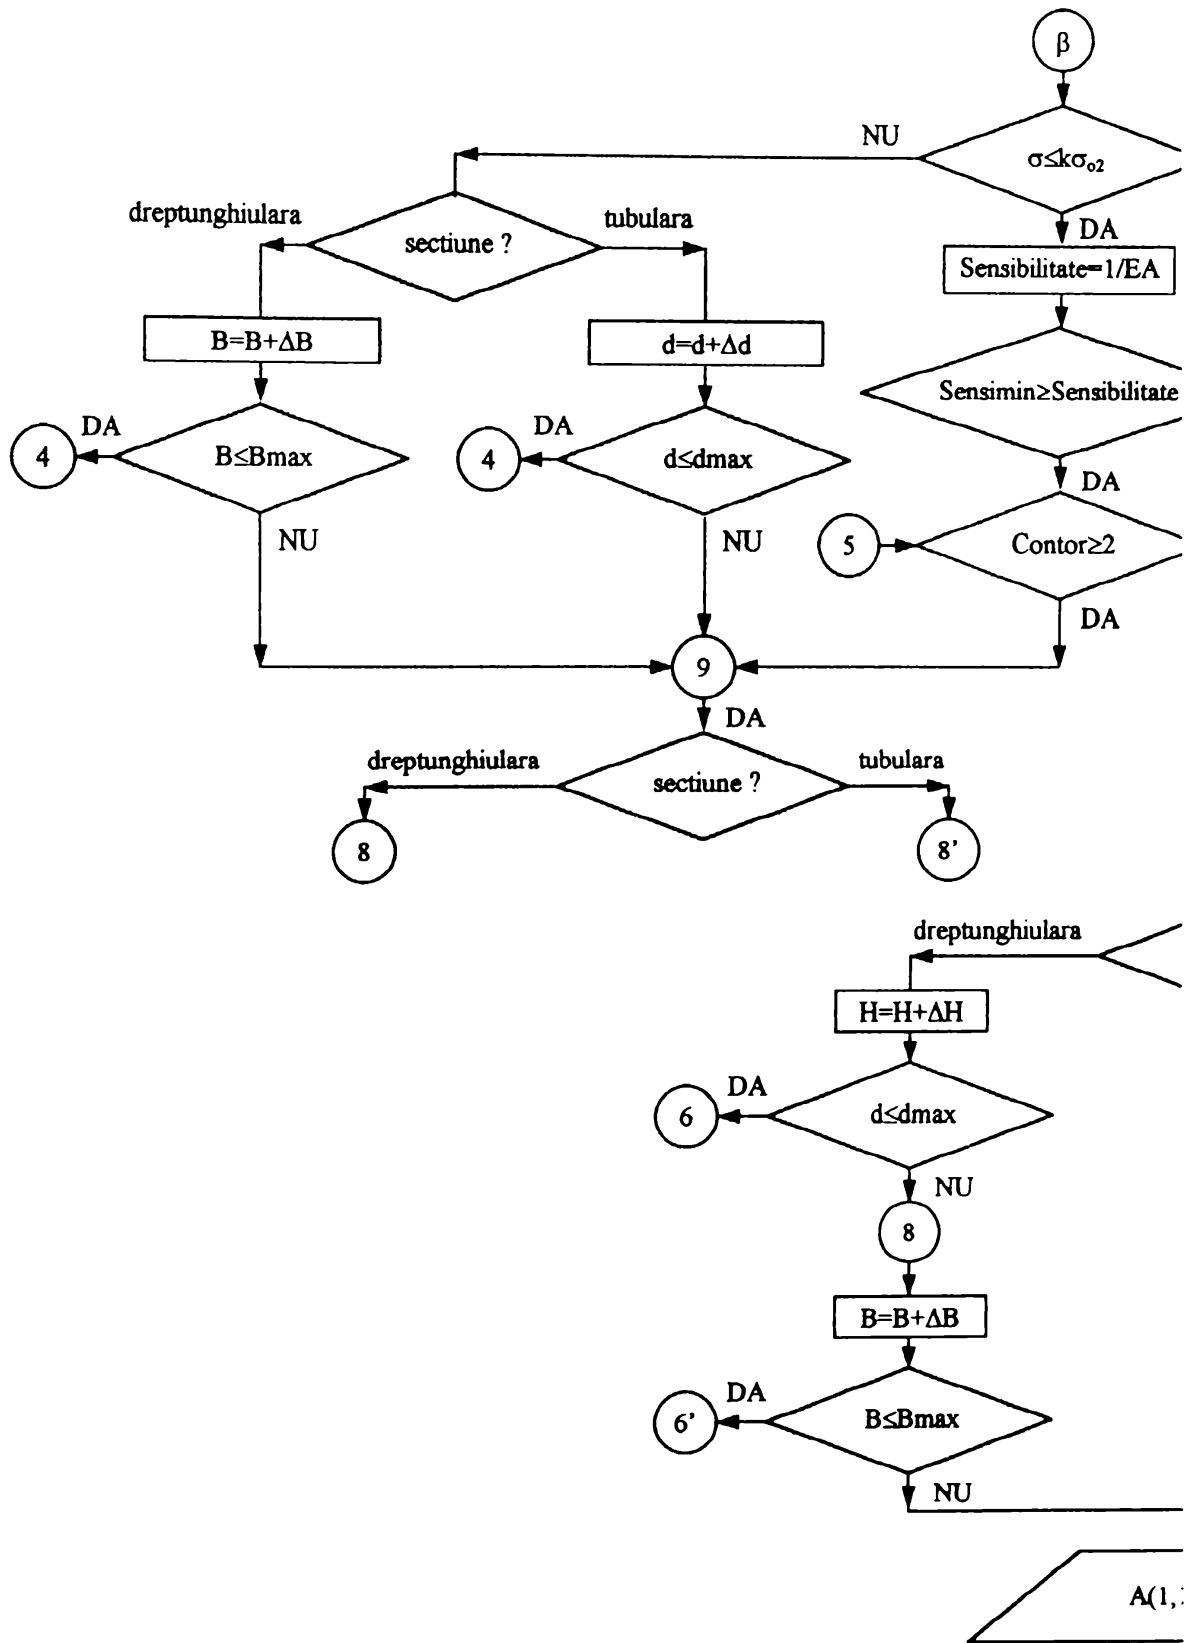 β
NU
σ≤kσo2
dreptunghiulara
sectiune ?
tubulara
DA
Sensibilitate=1/EA
B=B+ΔB
d=d+Δd
Sensimin≥Sensibilitate
DA
4
B≤Bmax
DA
4
d≤dmax
DA
NU
NU
5
Contor≥2
DA
9
DA
dreptunghiulara
sectiune ?
tubulara
8
8'
dreptunghiulara
H=H+ΔH
DA
6
d≤dmax
NU
8
B=B+ΔB
DA
6'
B≤Bmax
NU
A(1,